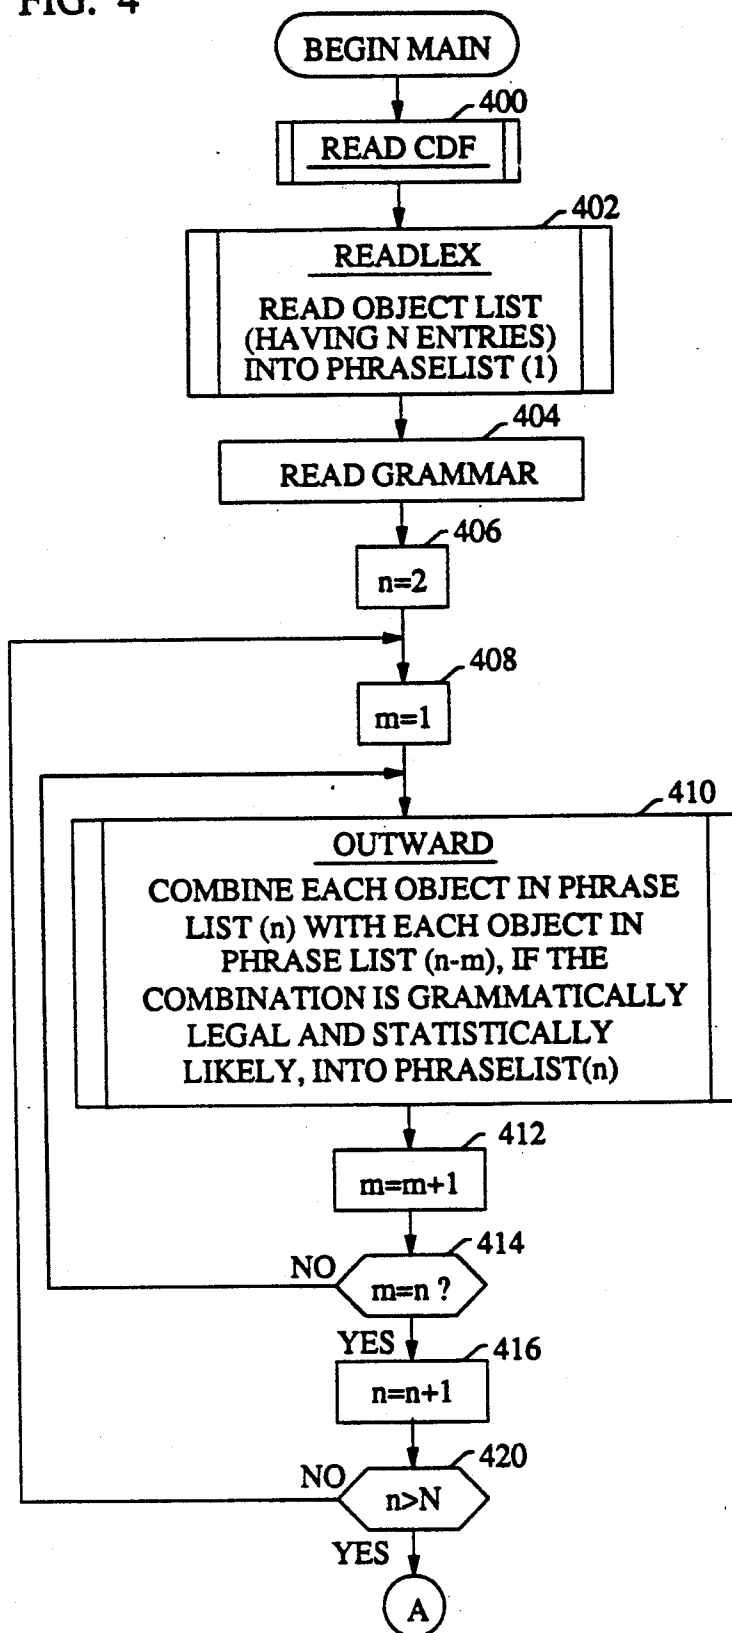 FIG. 4
BEGIN MAIN
400
READ CDF
402
READLEX
READ OBJECT LIST
(HAVING N ENTRIES)
INTO PHRASELIST (1)
404
READ GRAMMAR
406
n=2
408
m=1
410
OUTWARD
COMBINE EACH OBJECT IN PHRASE
LIST (n) WITH EACH OBJECT IN
PHRASE LIST (n-m), IF THE
COMBINATION IS GRAMMATICALLY
LEGAL AND STATISTICALLY
LIKELY, INTO PHRASELIST(n)
412
m=m+1
414
NO
m=n ?
YES
416
n=n+1
420
NO
n>N
YES
A